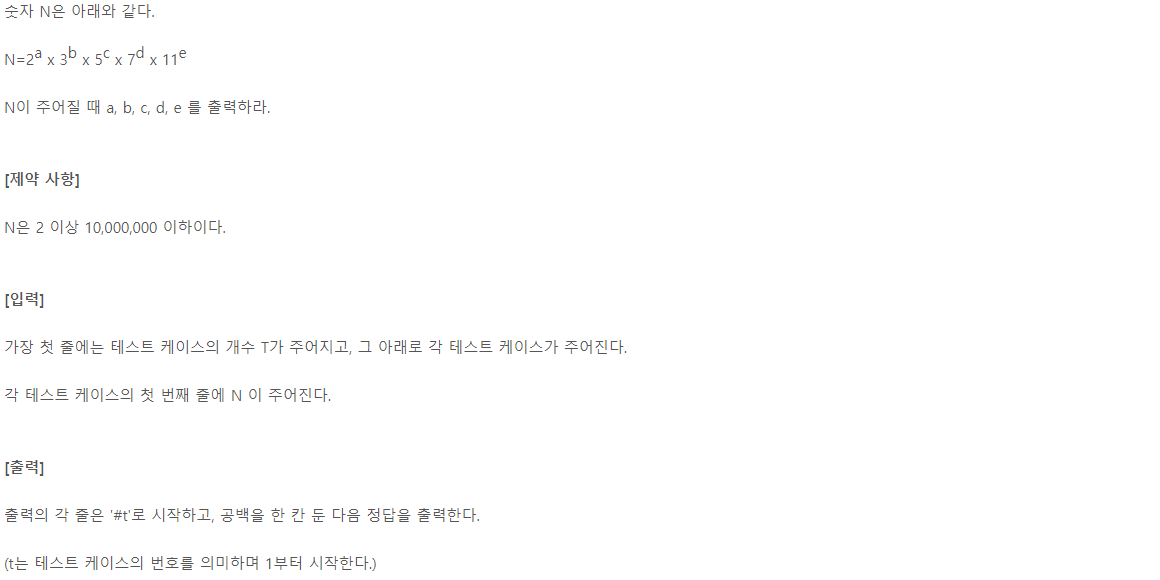 숫자 N은 아래와 같다.
N=2^a x 3^b x 5^c x 7^d x 11^e
N이 주어질 때 a, b, c, d, e 를 출력하라.
[제약 사항]
N은 2 이상 10,000,000 이하이다.
[입력]
가장 첫 줄에는 테스트 케이스의 개수 T가 주어지고, 그 아래로 각 테스트 케이스가 주어진다.
각 테스트 케이스의 첫 번째 줄에 N 이 주어진다.
[출력]
출력의 각 줄은 '#t'로 시작하고, 공백을 한 칸 둔 다음 정답을 출력한다.
(t는 테스트 케이스의 번호를 의미하며 1부터 시작한다.)